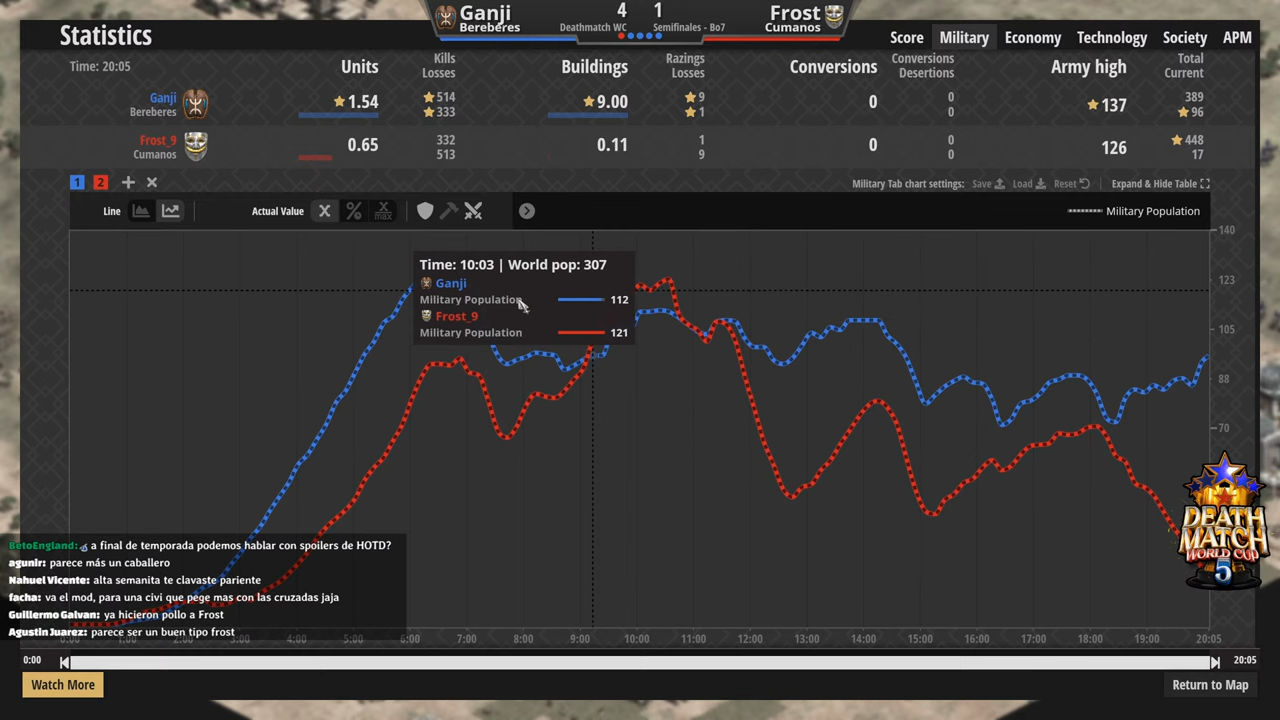 Ganji
Bereberes
4 1
Deathmatch WC
Semifinales - Bo7
Frost
Cumanos
Statistics
Score Military Economy Technology Society APM
Time: 20:05
Units
Kills
Losses
Buildings
Razings
Losses
Conversions
Conversions
Desertions
Army high
Total
Current
Ganji
Bereberes
1.54
514
333
9.00
9
1
0
0
0
137
389
96
Frost_9
Cumanos
0.65
332
513
0.11
1
9
0
0
0
126
448
17
1 2
Military Tab chart settings: Save Load Reset Expand & Hide Table
Line
Actual Value X % X max
Military Population
140
123
105
88
70
Time: 10:03 | World pop: 307
Ganji
Military Population 112
Frost_9
Military Population 121
BetoEngland: a final de temporada podemos hablar con spoilers de HOTD?
agunir: parece más un caballero
Nahuel Vicente: alta semanita te clavaste pariente
facha: va el mod, para una civi que pege mas con las cruzadas jaja
Guillermo Galvan: ya hicieron pollo a Frost
Agustin Juarez: parece ser un buen tipo frost
DEATH
MATCH
WORLD CUP
5
0:00 1:00 2:00 3:00 4:00 5:00 6:00 7:00 8:00 9:00 10:00 11:00 12:00 13:00 14:00 15:00 16:00 17:00 18:00 19:00 20:05
0:00
20:05
Watch More
Return to Map